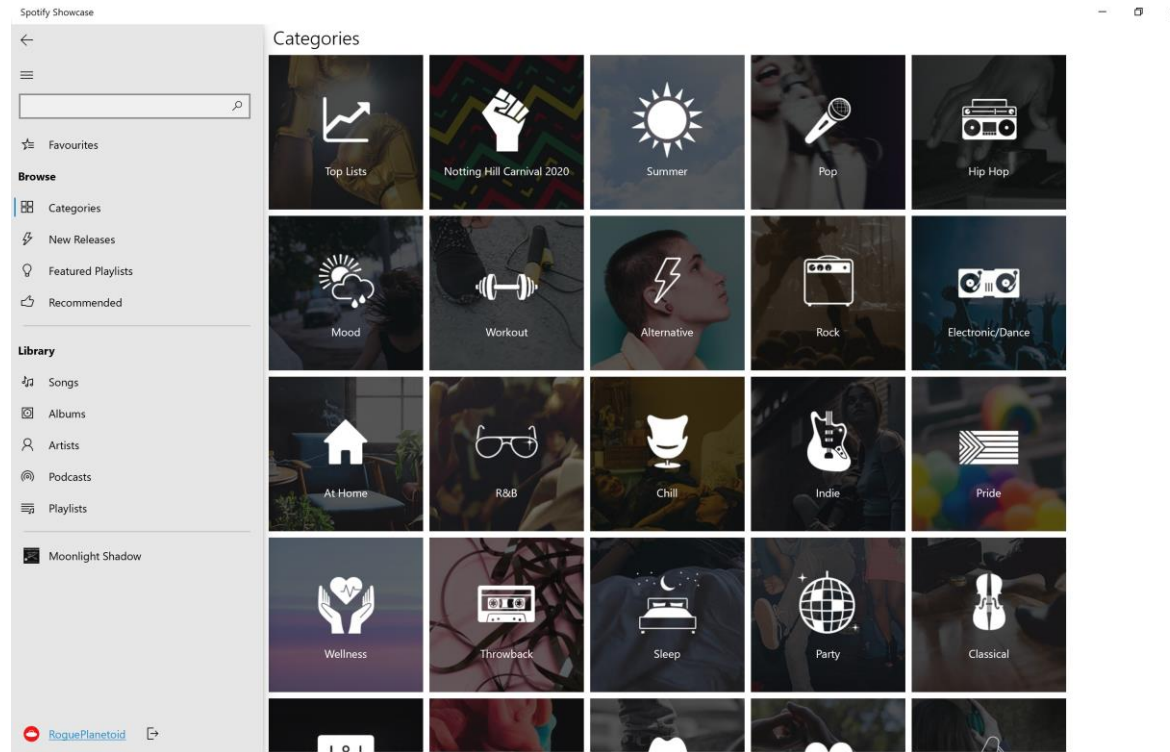 Spotify Showcase
Categories
Favourites
Browse
Categories
New Releases
Featured Playlists
Recommended
Library
Songs
Albums
Artists
Podcasts
Playlists
Moonlight Shadow
RoguePlanetoid
Top Lists
Notting Hill Carnival 2020
Summer
Pop
Hip Hop
Mood
Workout
Alternative
Rock
Electronic/Dance
At Home
R&B
Chill
Indie
Pride
Wellness
Throwback
Sleep
Party
Classical